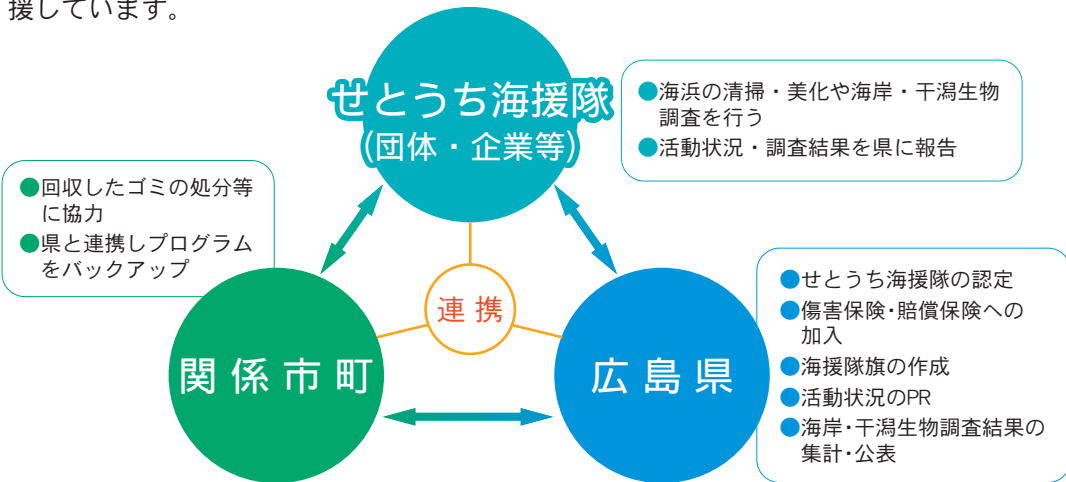 援しています。
せとうち海援隊
(団体・企業等)
●海浜の清掃・美化や海岸・干潟生物
調査を行う
●活動状況・調査結果を県に報告
●回収したゴミの処分等
に協力
●県と連携しプログラム
をバックアップ
連携
関係市町
広島県
●せとうち海援隊の認定
●傷害保険・賠償保険への
加入
●海援隊旗の作成
●活動状況のPR
●海岸・干潟生物調査結果の
集計・公表